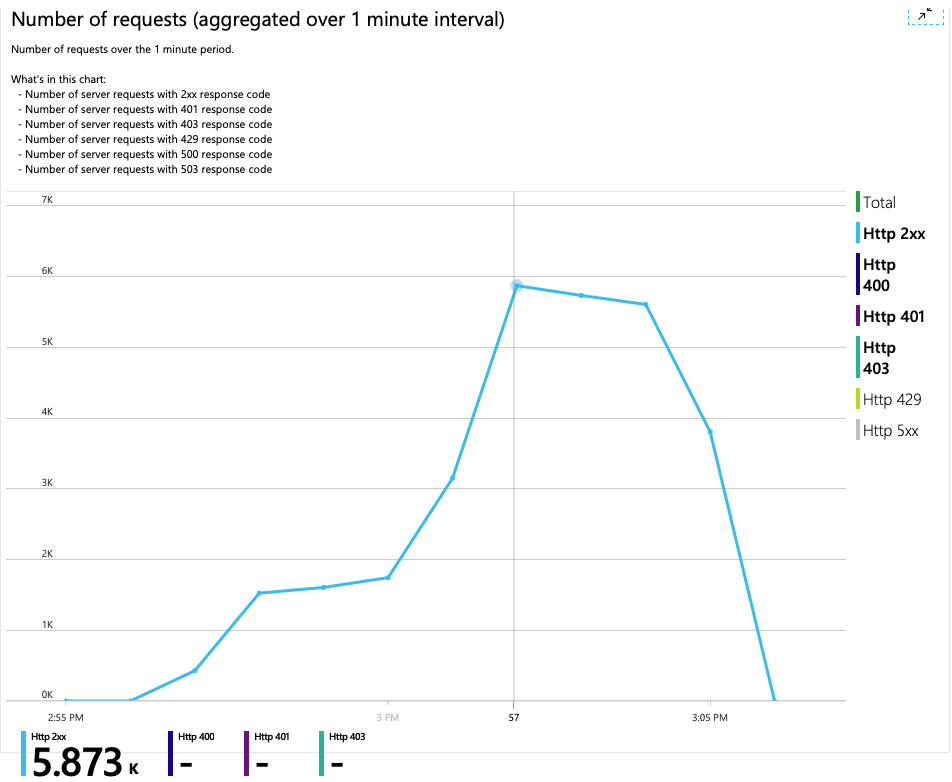 Number of requests (aggregated over 1 minute interval)
Number of requests over the 1 minute period.
What's in this chart:
- Number of server requests with 2xx response code
- Number of server requests with 401 response code
- Number of server requests with 403 response code
- Number of server requests with 429 response code
- Number of server requests with 500 response code
- Number of server requests with 503 response code
7K
6K
5K
4K
3K
2K
1K
0K
2:55 PM
3 PM
57
3:05 PM
Total
Http 2xx
Http
400
Http 401
Http
403
Http 429
Http 5xx
Http 2xx
5.873 K
Http 400
-
Http 401
-
Http 403
-